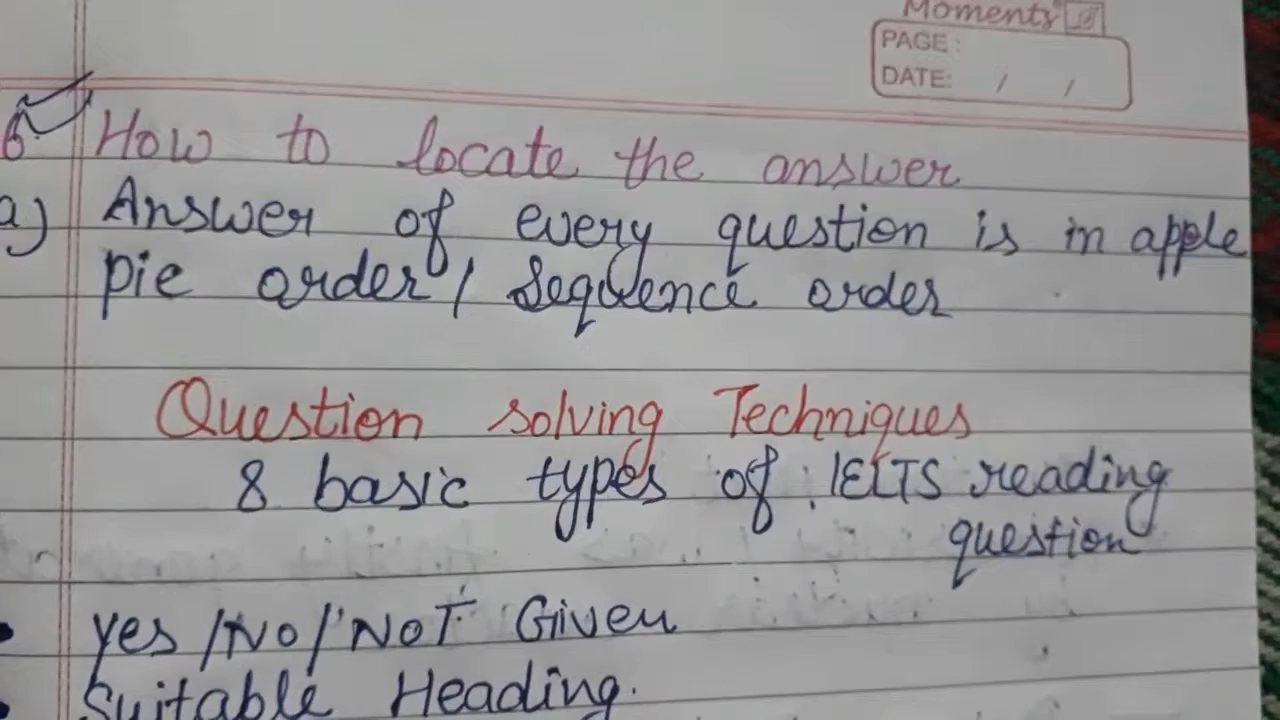 Moments
PAGE:
DATE: / /
6. How to locate the answer
a) Answer of every question is in apple
pie order / Sequence order
Question solving Techniques
8 basic types of IELTS reading
question
• Yes /No/ NOT Given
• Suitable Heading.